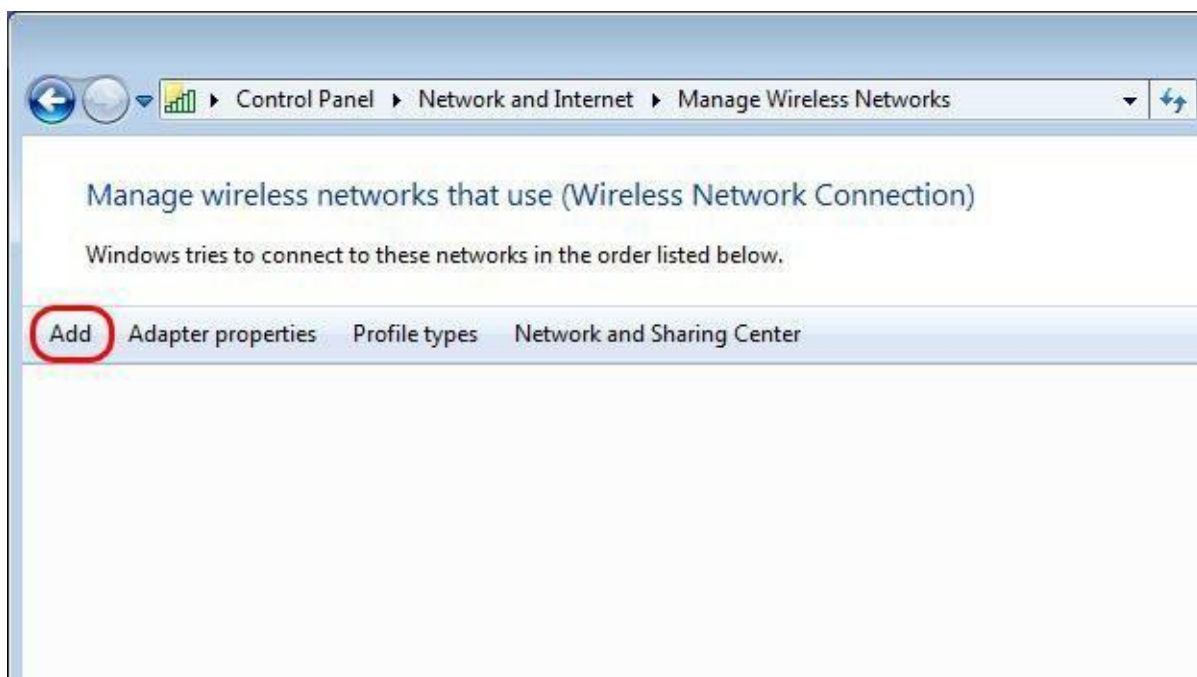 Control Panel Network and Internet Manage Wireless Networks
Manage wireless networks that use (Wireless Network Connection)
Windows tries to connect to these networks in the order listed below.
Add Adapter properties Profile types Network and Sharing Center